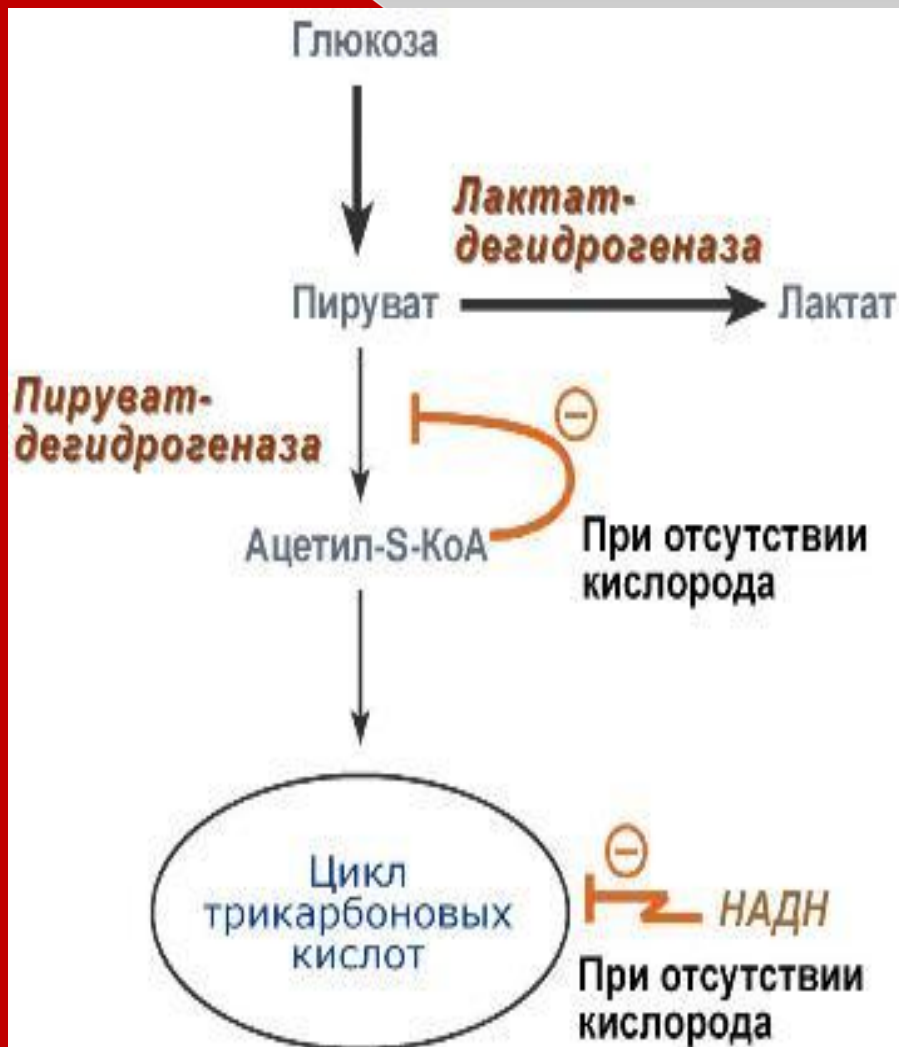 Глюкоза
Лактат-
дегидрогеназа
Пируват
Лактат
Пируват-
дегидрогеназа
Ацетил-S-КоА
При отсутствии
кислорода
Цикл
трикарбоновых
кислот
НАДН
При отсутствии
кислорода